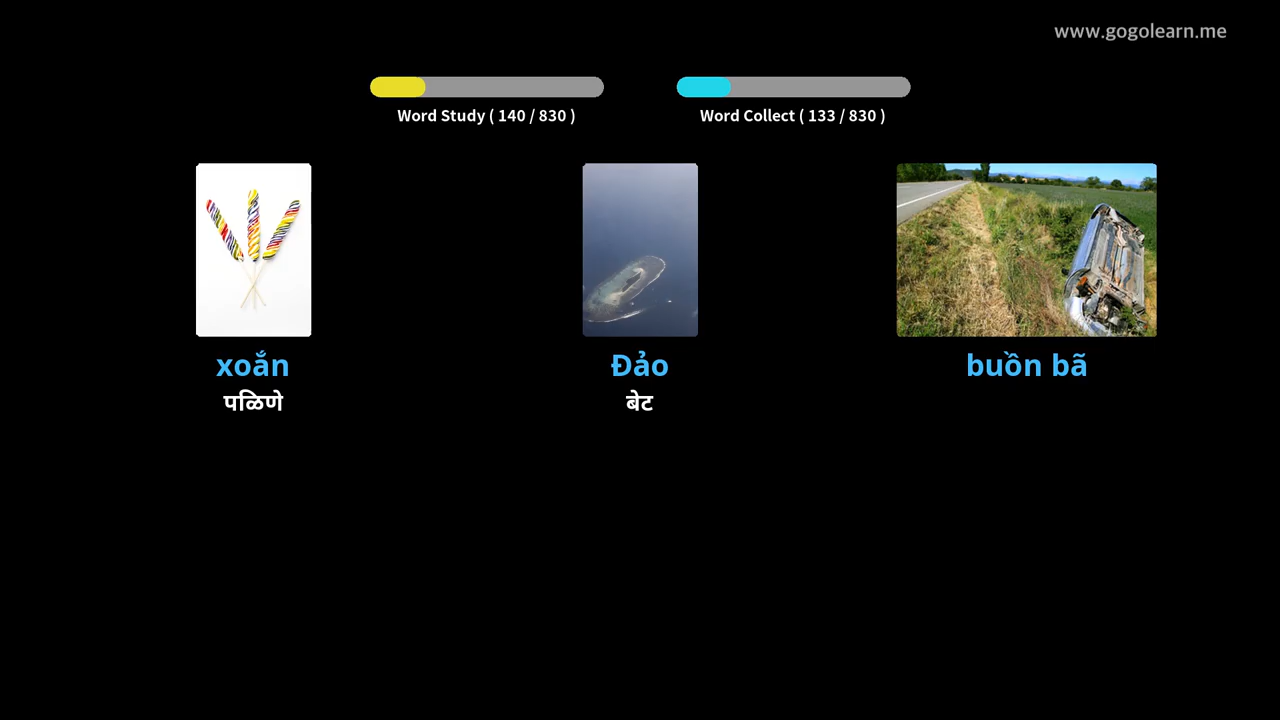 www.gogolearn.me
Word Study ( 140 / 830 )
Word Collect ( 133 / 830 )
xoắn
पळिणे
Đảo
बेट
buồn bã